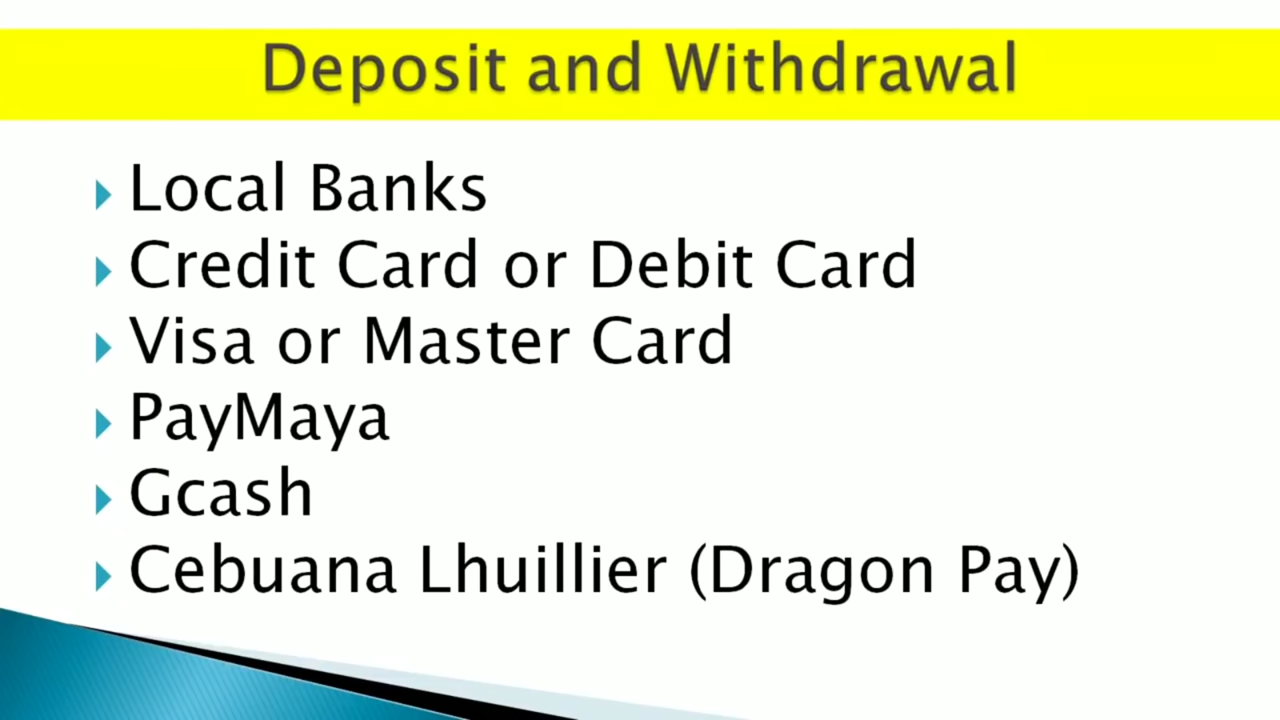 Deposit and Withdrawal
Local Banks
Credit Card or Debit Card
Visa or Master Card
PayMaya
Gcash
Cebuana Lhuillier (Dragon Pay)